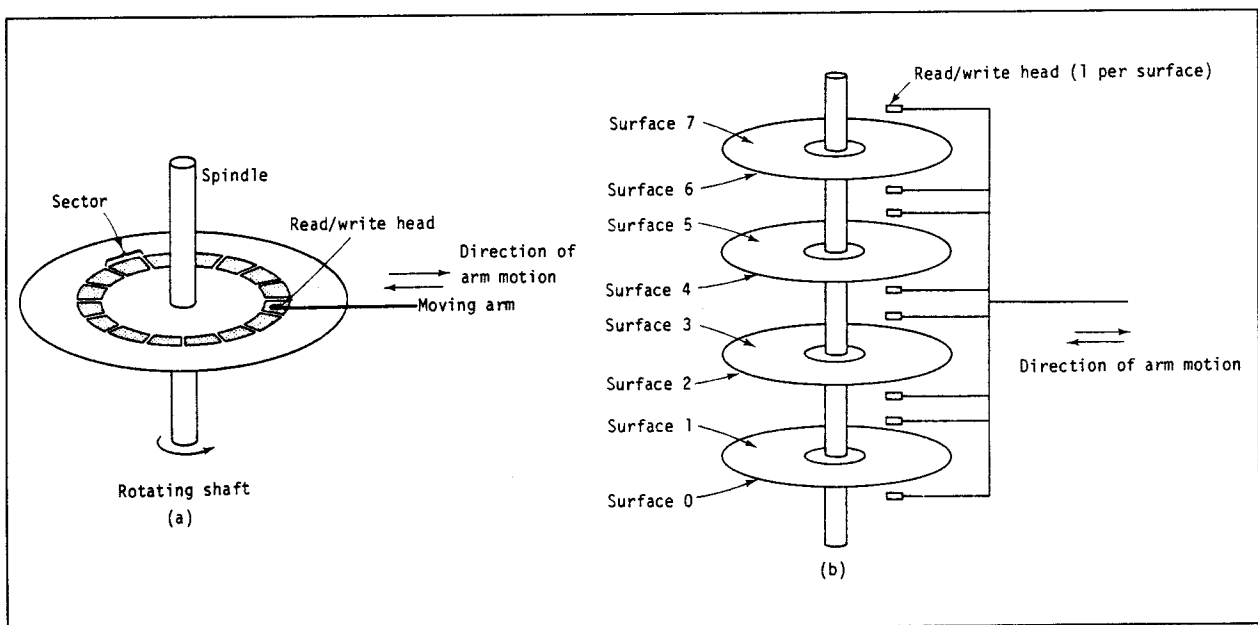 Spindle
Sector
Read/write head
Direction of
arm motion
Moving arm
Rotating shaft
(a)
Read/write head (1 per surface)
Surface 7
Surface 6
Surface 5
Surface 4
Surface 3
Surface 2
Surface 1
Surface 0
Direction of arm motion
(b)